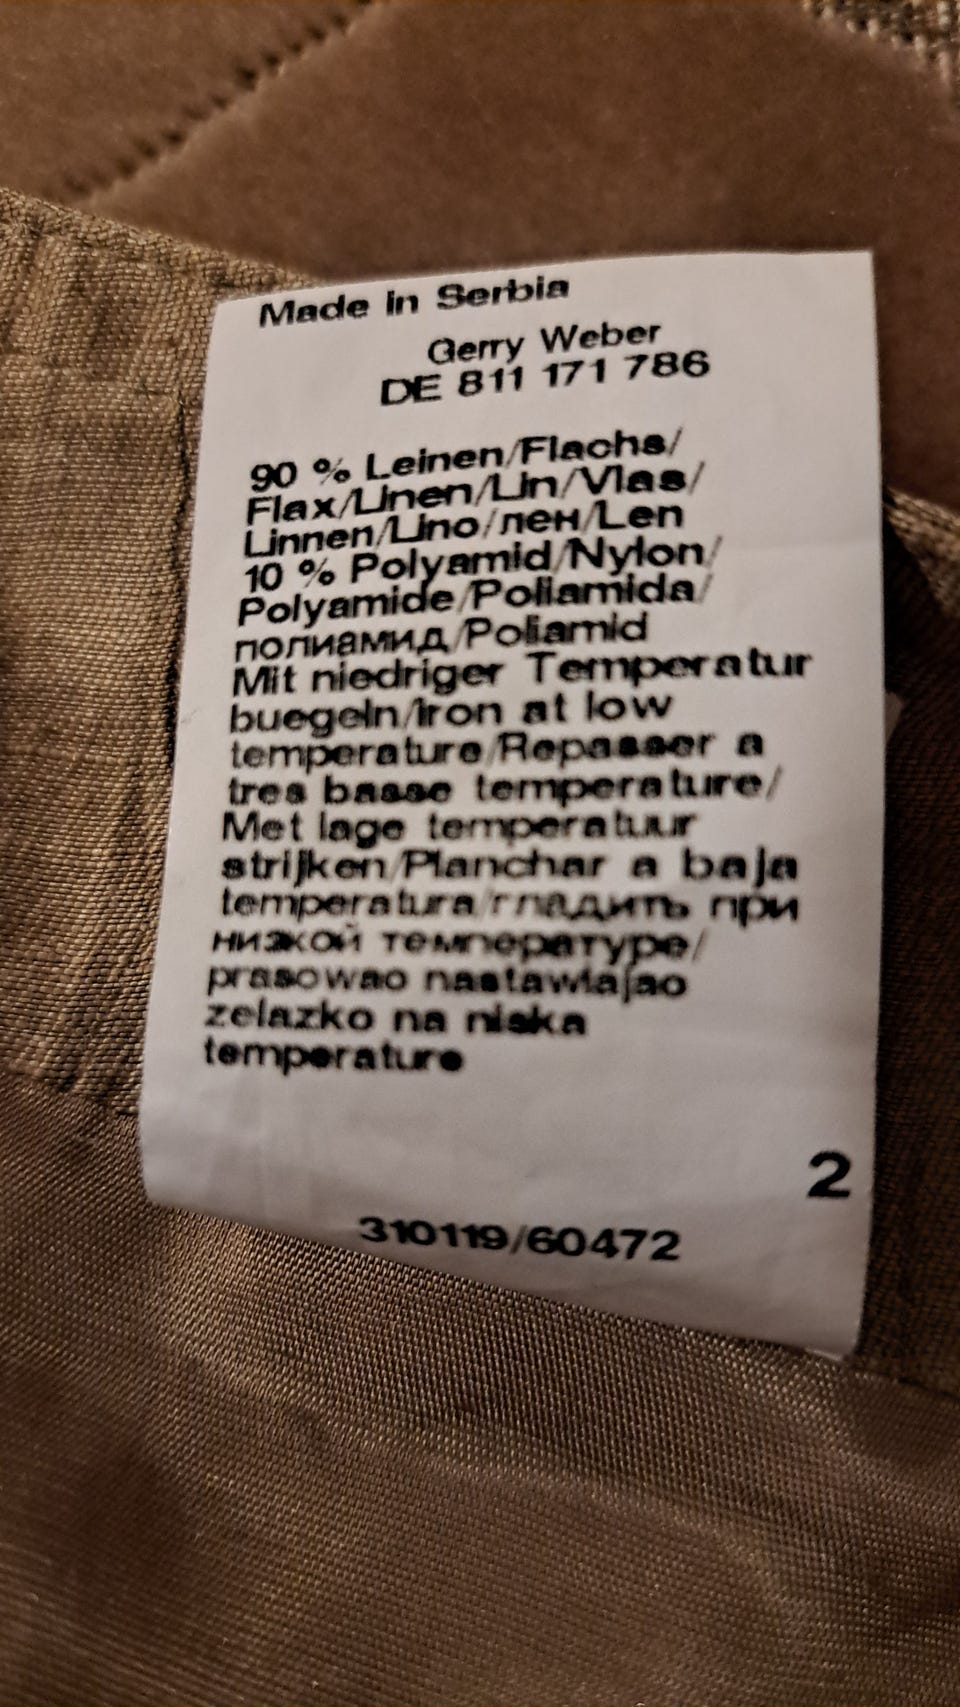 Made in Serbia
Gerry Weber
DE 811 171 786
90 % Leinen/Flachs/
Flax/Linen/Lin/Vlas/
Linnen/Lino/лен/Len
10 % Polyamid/Nylon/
Polyamide/Poliamida/
полиамид/Poliamid
Mit niedriger Temperatur
buegeln/Iron at low
temperature/Repasser a
tres basse temperature/
Met lage temperatuur
strijken/Planchar a baja
temperatura/гладить при
низкой температуре/
prasowac nastawiajac
zelazko na niska
temperature
2
310119/60472